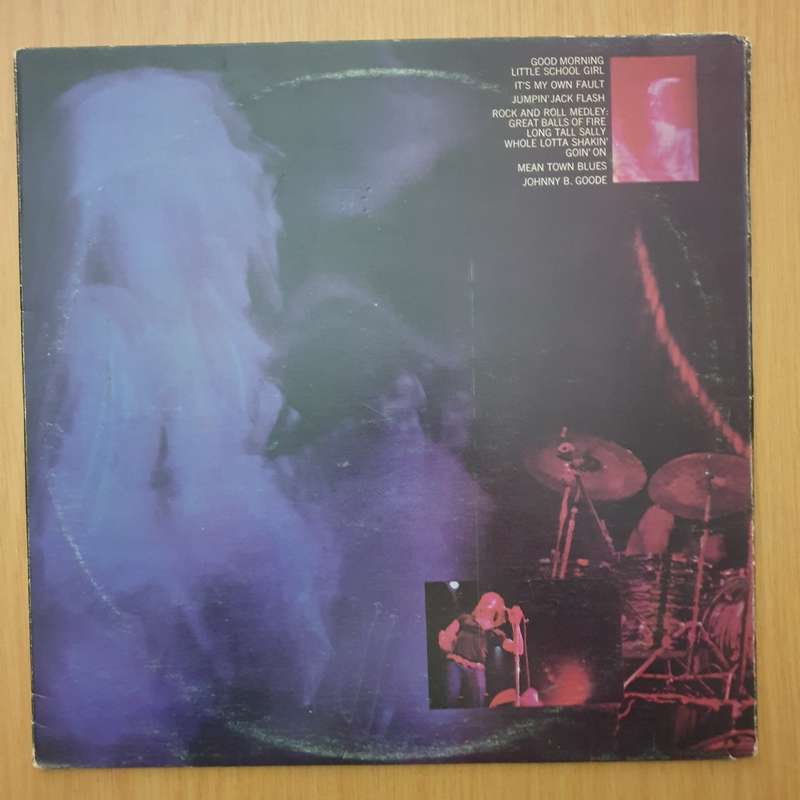 GOOD MORNING
LITTLE SCHOOL GIRL
IT'S MY OWN FAULT
JUMPIN' JACK FLASH
ROCK AND ROLL MEDLEY:
GREAT BALLS OF FIRE
LONG TALL SALLY
WHOLE LOTTA SHAKIN'
GOIN' ON
MEAN TOWN BLUES
JOHNNY B. GOODE